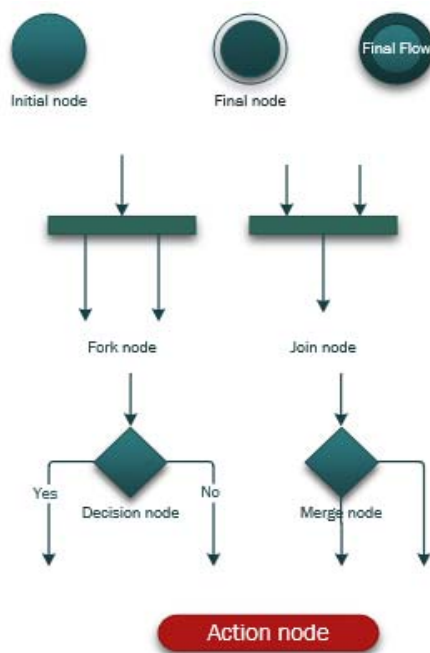 Final Flow
Initial node
Final node
Fork node
Join node
Yes
No
Decision node
Merge node
Action node